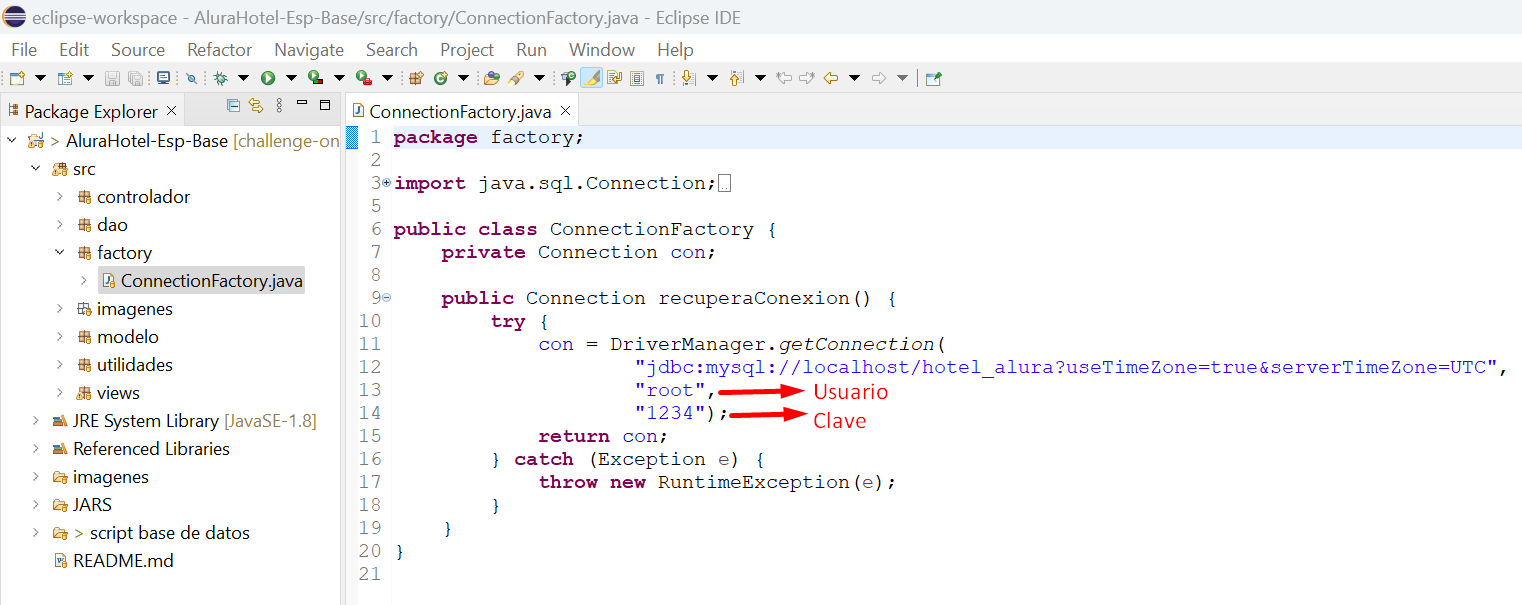 eclipse-workspace - AluraHotel-Esp-Base/src/factory/ConnectionFactory.java - Eclipse IDE
File Edit Source Refactor Navigate Search Project Run Window Help
Package Explorer
> AluraHotel-Esp-Base [challenge-on
src
controlador
dao
factory
ConnectionFactory.java
imagenes
modelo
utilidades
views
JRE System Library [JavaSE-1.8]
Referenced Libraries
imagenes
JARS
> script base de datos
README.md
ConnectionFactory.java
1 package factory;
2
3 import java.sql.Connection;
5
6 public class ConnectionFactory {
7 private Connection con;
8
9 public Connection recuperaConexion() {
10 try {
11 con = DriverManager.getConnection(
12 "jdbc:mysql://localhost/hotel_alura?useTimeZone=true&serverTimeZone=UTC",
13 "root", Usuario
14 "1234"); Clave
15 return con;
16 } catch (Exception e) {
17 throw new RuntimeException(e);
18 }
19 }
20 }
21